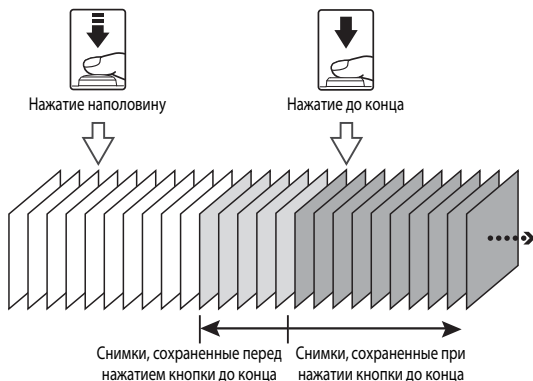 Нажатие наполовину
Нажатие до конца
Снимки, сохраненные перед
нажатием кнопки до конца
Снимки, сохраненные при
нажатии кнопки до конца